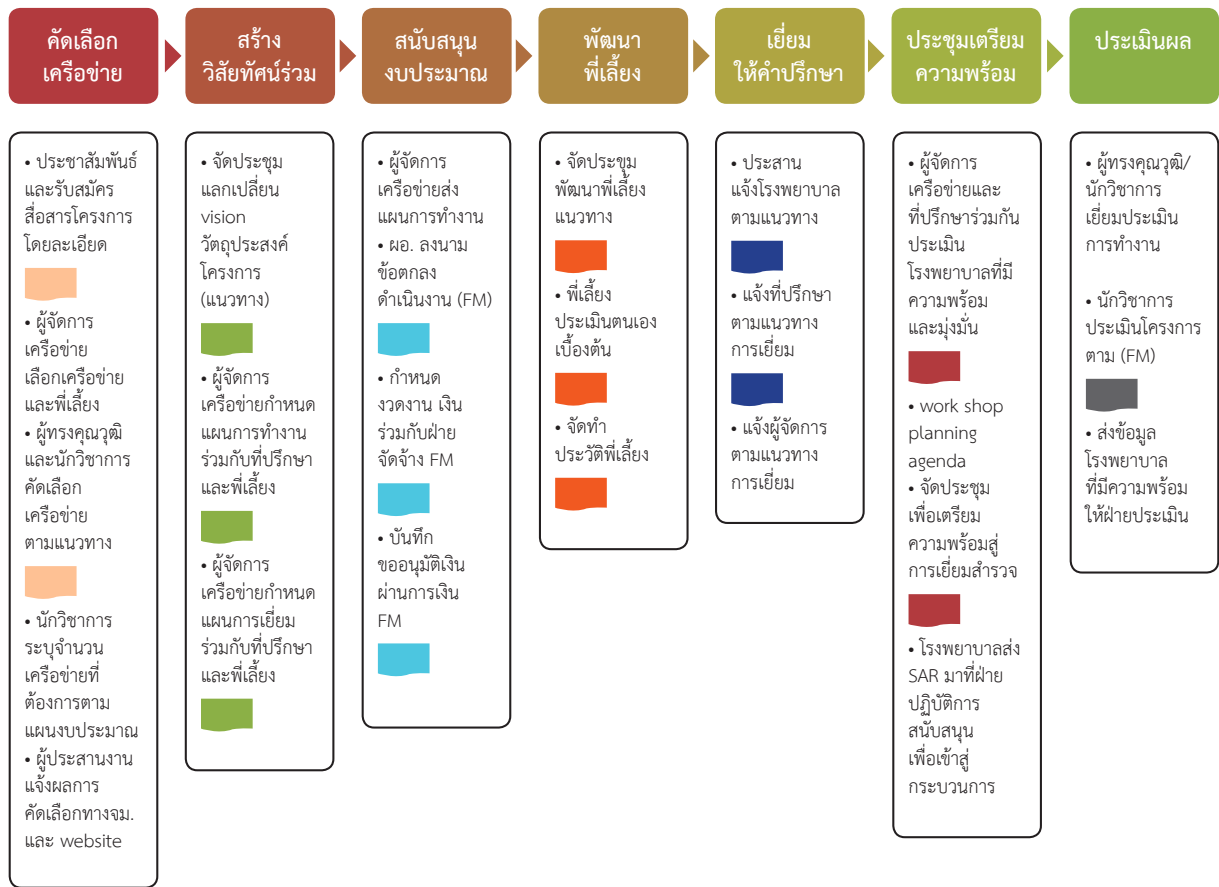 คัดเลือก
เครือข่าย
สร้าง
วิสัยทัศน์ร่วม
สนับสนุน
งบประมาณ
พัฒนา
พี่เลี้ยง
เยี่ยม
ให้คำปรึกษา
ประชุมเตรียม
ความพร้อม
ประเมินผล
• ประชาสัมพันธ์
และรับสมัคร
สื่อสารโครงการ
โดยละเอียด
• ผู้จัดการ
เครือข่าย
เลือกเครือข่าย
และพี่เลี้ยง
• ผู้ทรงคุณวุฒิ
และนักวิชาการ
คัดเลือก
เครือข่าย
ตามแนวทาง
• นักวิชาการ
ระบุจำนวน
เครือข่ายที่
ต้องการตาม
แผนงบประมาณ
• ผู้ประสานงาน
แจ้งผลการ
คัดเลือกทางจม.
และ website
• จัดประชุม
แลกเปลี่ยน
vision
วัตถุประสงค์
โครงการ
(แนวทาง)
• ผู้จัดการ
เครือข่ายกำหนด
แผนการทำงาน
ร่วมกับที่ปรึกษา
และพี่เลี้ยง
• ผู้จัดการ
เครือข่ายกำหนด
แผนการเยี่ยม
ร่วมกับที่ปรึกษา
และพี่เลี้ยง
• ผู้จัดการ
เครือข่ายส่ง
แผนการทำงาน
• ผอ. ลงนาม
ข้อตกลง
ดำเนินงาน (FM)
• กำหนด
งวดงาน เงิน
ร่วมกับฝ่าย
จัดจ้าง FM
• บันทึก
ขออนุมัติเงิน
ผ่านการเงิน
FM
• จัดประขุม
พัฒนาพี่เลี้ยง
แนวทาง
• พี่เลี้ยง
ประเมินตนเอง
เบื้องต้น
• จัดทำ
ประวัติพี่เลี้ยง
• ประสาน
แจ้งโรงพยาบาล
ตามแนวทาง
• แจ้งที่ปรึกษา
ตามแนวทาง
การเยี่ยม
• แจ้งผู้จัดการ
ตามแนวทาง
การเยี่ยม
• ผู้จัดการ
เครือข่ายและ
ที่ปรึกษาร่วมกัน
ประเมิน
โรงพยาบาลที่มี
ความพร้อม
และมุ่งมั่น
• work shop
planning
agenda
• จัดประชุม
เพื่อเตรียม
ความพร้อมสู่
การเยี่ยมสำรวจ
• โรงพยาบาลส่ง
SAR มาที่ฝ่าย
ปฏิบัติการ
สนับสนุน
เพื่อเข้าสู่
กระบวนการ
• ผู้ทรงคุณวุฒิ/
นักวิชาการ
เยี่ยมประเมิน
การทำงาน
• นักวิชาการ
ประเมินโครงการ
ตาม (FM)
• ส่งข้อมูล
โรงพยาบาล
ที่มีความพร้อม
ให้ฝ่ายประเมิน